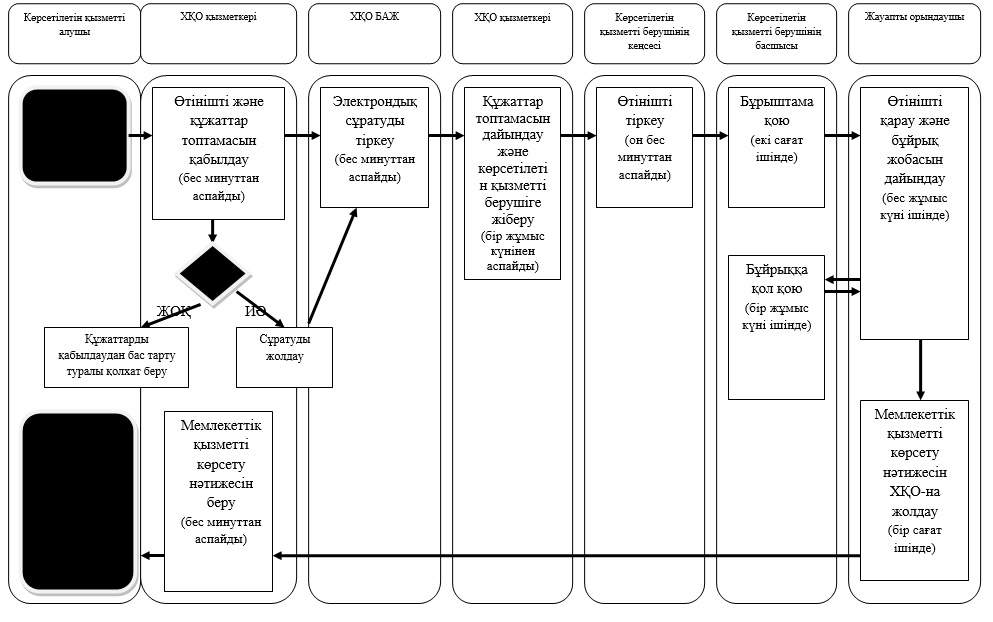 Көрсетілетін қызметті
алушы
ХҚО қызметкері
ХҚО БАЖ
ХҚО қызметкері
Көрсетілетін
қызметті берушінің
кеңсесі
Көрсетілетін
қызметті берушінің
басшысы
Жауапты орындаушы
Өтінішті және
құжаттар
топтамасын
қабылдау
(бес минуттан
аспайды)
Электрондық
сұратуды
тіркеу
(бес минуттан
аспайды)
Құжаттар
топтамасын
дайындау
және
көрсетілеті
н қызметті
берушіге
жіберу
(бір жұмыс
күнінен
аспайды)
Өтінішті
тіркеу
(он бес
минуттан
аспайды)
Бұрыштама
қою
(екі сағат
ішінде)
Өтінішті
қарау және
бұйрық
жобасын
дайындау
(бес жұмыс
күні ішінде)
Бұйрыққа
қол қою
(бір жұмыс
күні ішінде)
ЖОҚ
ИӘ
Құжаттарды
қабылдаудан бас тарту
туралы қолхат беру
Сұратуды
жолдау
Мемлекеттік
қызметті
көрсету
нәтижесін
беру
(бес минуттан
аспайды)
Мемлекеттік
қызметті
көрсету
нәтижесін
ХҚО-на
жолдау
(бір сағат
ішінде)